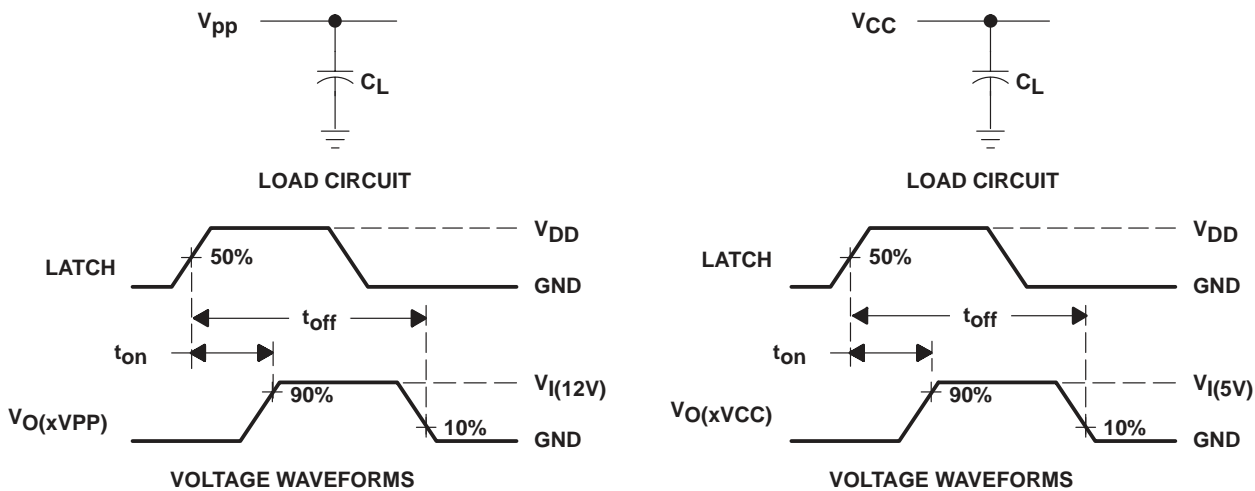 Vpp
CL
LOAD CIRCUIT
VDD
LATCH
50%
GND
toff
ton
VI(12V)
90%
VO(xVPP)
10%
GND
VOLTAGE WAVEFORMS
VCC
CL
LOAD CIRCUIT
VDD
LATCH
50%
GND
toff
ton
VI(5V)
90%
VO(xVCC)
10%
GND
VOLTAGE WAVEFORMS